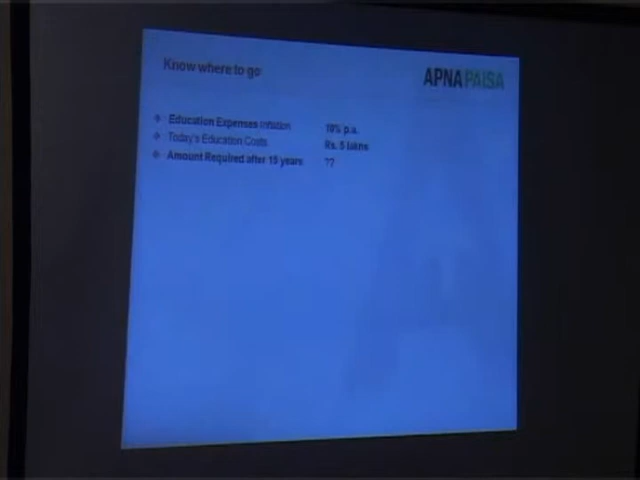 Know where to go
APNAPAISA
Education Expenses Inflation 10% p.a.
Today's Education Costs Rs. 5 lakhs
Amount Required after 15 years ??